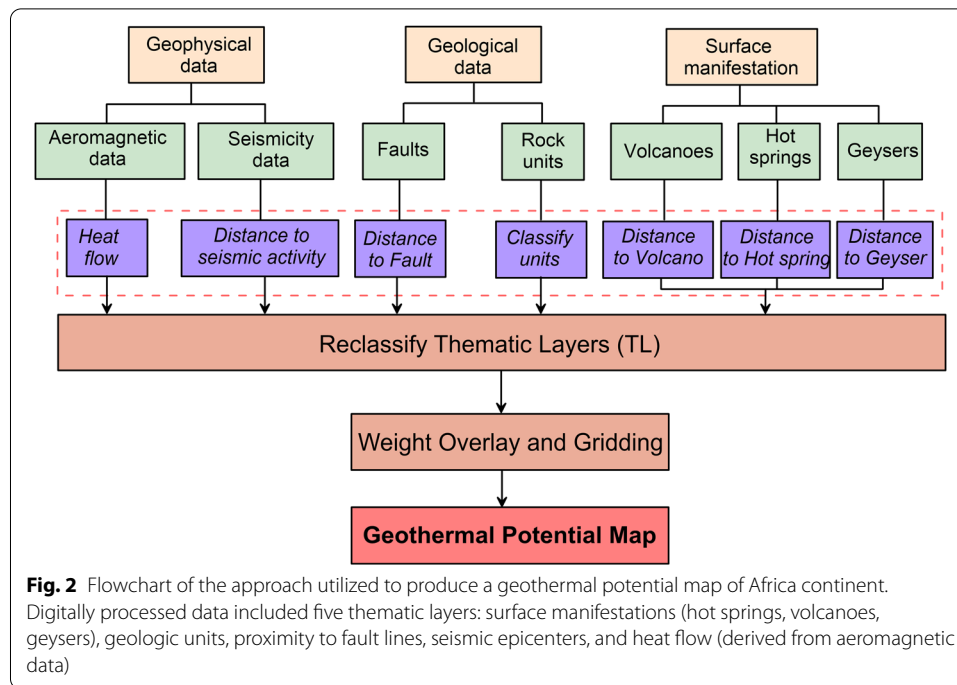 Geophysical
data
Geological
data
Surface
manifestation
Aeromagnetic
data
Seismicity
data
Faults
Rock
units
Volcanoes
Hot
springs
Geysers
Heat
flow
Distance to
seismic activity
Distance
to Fault
Classify
units
Distance
to Volcano
Distance
to Hot spring
Distance
to Geyser
Reclassify Thematic Layers (TL)
Weight Overlay and Gridding
Geothermal Potential Map
Fig. 2 Flowchart of the approach utilized to produce a geothermal potential map of Africa continent.
Digitally processed data included five thematic layers: surface manifestations (hot springs, volcanoes,
geysers), geologic units, proximity to fault lines, seismic epicenters, and heat flow (derived from aeromagnetic
data)